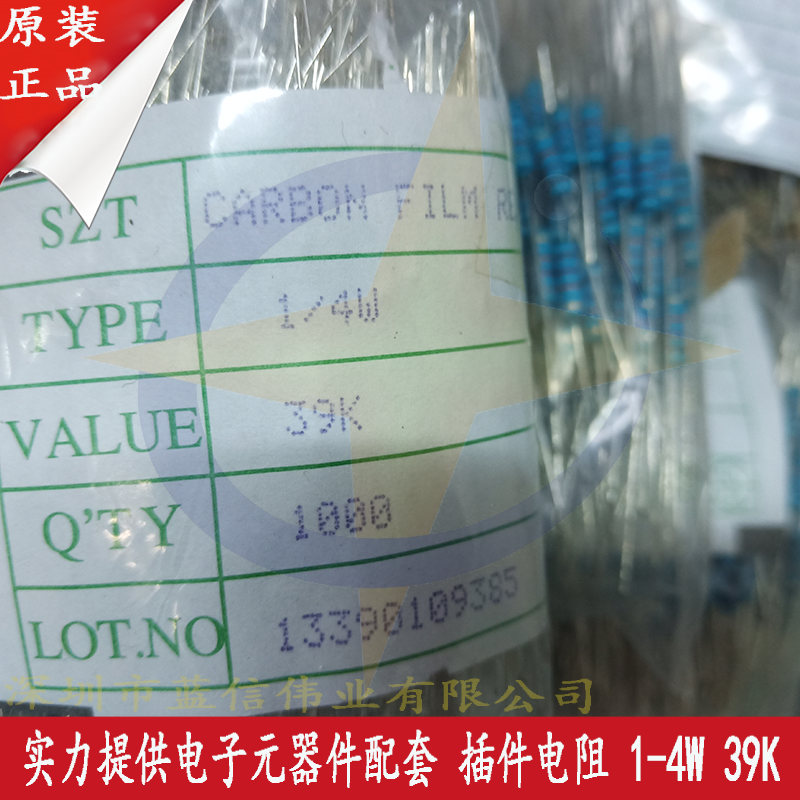 原装
正品
SZT CARBON FILM RE
TYPE 1/4W
VALUE 39K
Q'TY 1000
LOT.NO 13390109385
深圳市蓝信伟业有限公司
实力提供电子元器件配套 插件电阻 1-4W 39K